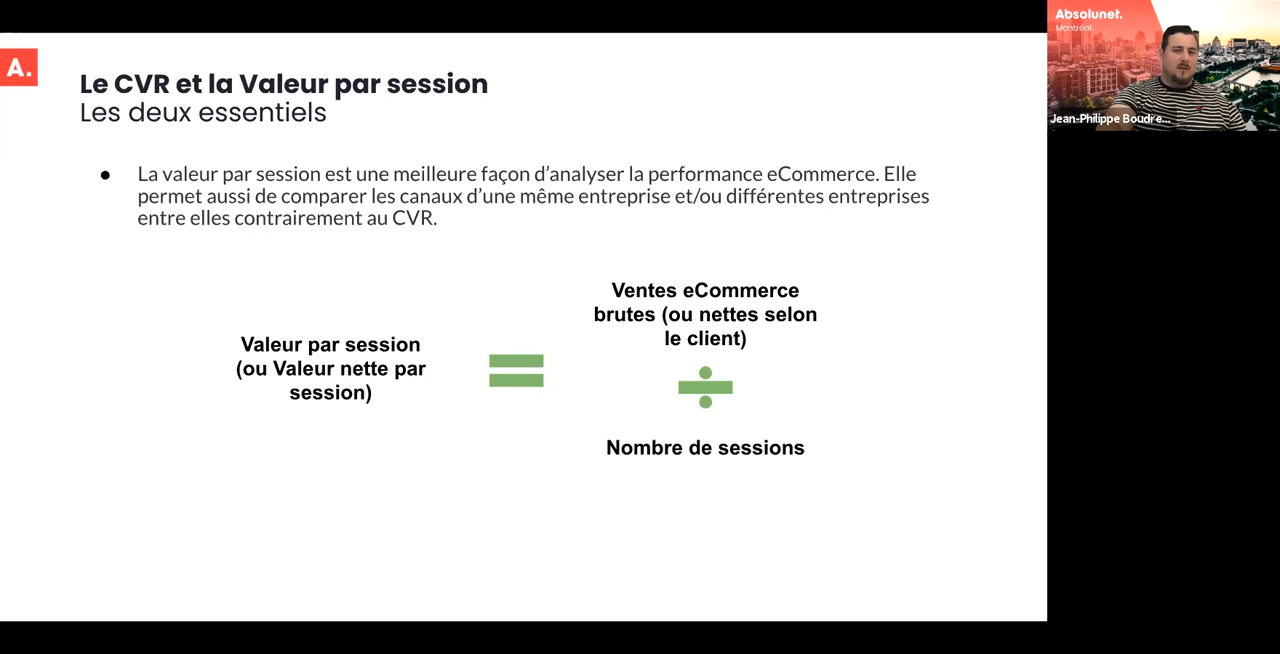 A.
Le CVR et la Valeur par session
Les deux essentiels
● La valeur par session est une meilleure façon d’analyser la performance eCommerce. Elle
permet aussi de comparer les canaux d’une même entreprise et/ou différentes entreprises
entre elles contrairement au CVR.
Valeur par session
(ou Valeur nette par
session)
=
Ventes eCommerce
brutes (ou nettes selon
le client)
÷
Nombre de sessions
Absolunet.
Montréal
Jean-Philippe Boudre...